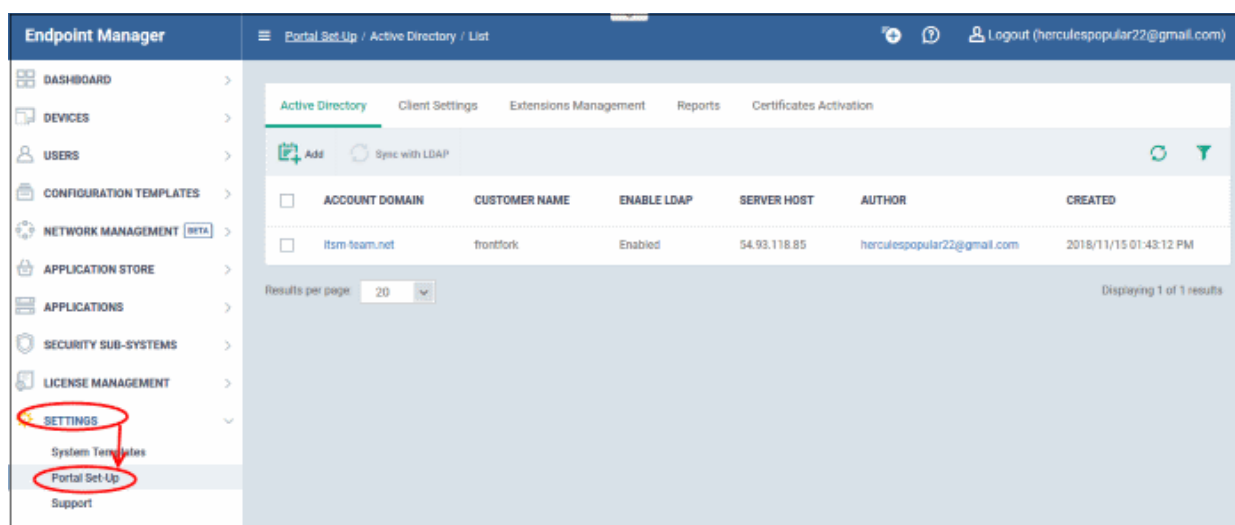 Endpoint Manager
Portal Set-Up / Active Directory / List
Logout (herculespopular22@gmail.com)
DASHBOARD
DEVICES
USERS
CONFIGURATION TEMPLATES
NETWORK MANAGEMENT BETA
APPLICATION STORE
APPLICATIONS
SECURITY SUB-SYSTEMS
LICENSE MANAGEMENT
SETTINGS
System Templates
Portal Set-Up
Support
Active Directory Client Settings Extensions Management Reports Certificates Activation
Add Sync with LDAP
ACCOUNT DOMAIN CUSTOMER NAME ENABLE LDAP SERVER HOST AUTHOR CREATED
itsm-team.net frontfork Enabled 54.93.118.85 herculespopular22@gmail.com 2018/11/15 01:43:12 PM
Results per page: 20 Displaying 1 of 1 results